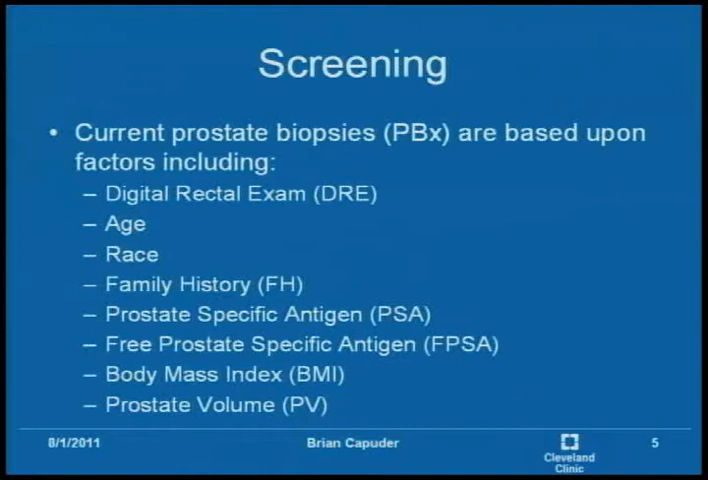 Screening
• Current prostate biopsies (PBx) are based upon
factors including:
– Digital Rectal Exam (DRE)
– Age
– Race
– Family History (FH)
– Prostate Specific Antigen (PSA)
– Free Prostate Specific Antigen (FPSA)
– Body Mass Index (BMI)
– Prostate Volume (PV)
8/1/2011
Brian Capuder
Cleveland
Clinic
5